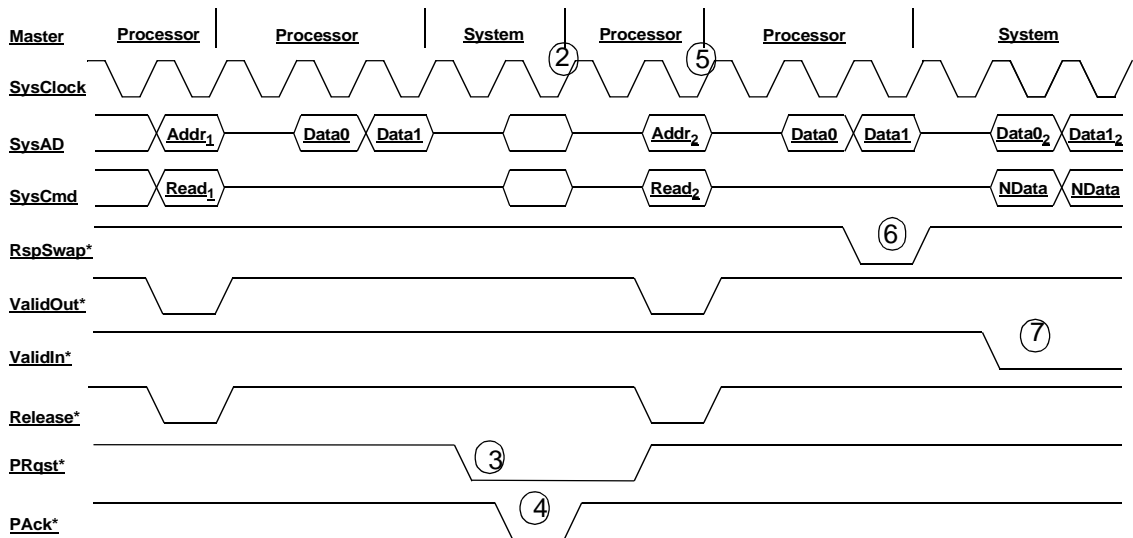 Master Processor Processor System Processor Processor System
2 5
SysClock
SysAD Addr1 Data0 Data1 Addr2 Data0 Data1 Data02 Data12
SysCmd Read1 Read2 NData NData
RspSwap* 6
ValidOut*
ValidIn* 7
Release*
PRqst* 3
PAck* 4